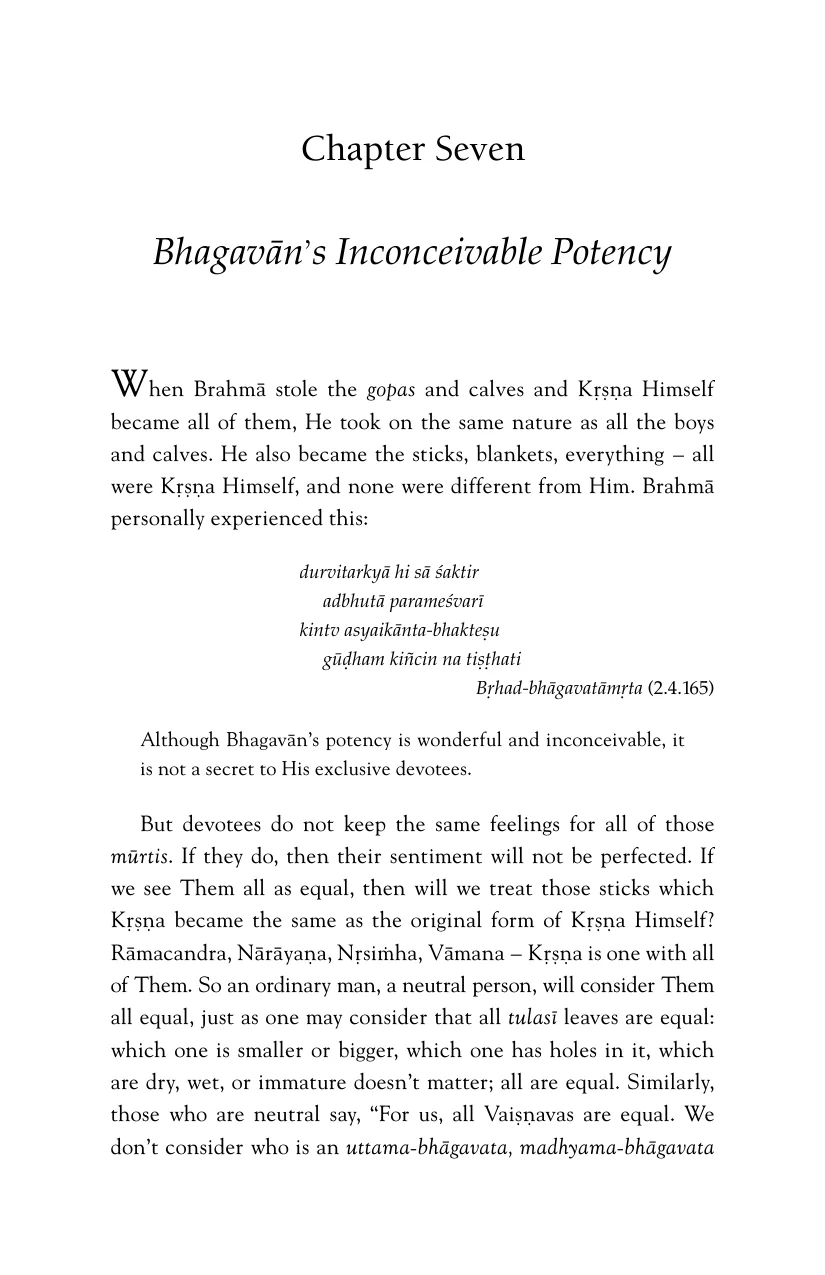 Chapter Seven
Bhagavān's Inconceivable Potency
When Brahmā stole the gopas and calves and Kṛṣṇa Himself
became all of them, He took on the same nature as all the boys
and calves. He also became the sticks, blankets, everything – all
were Kṛṣṇa Himself, and none were different from Him. Brahmā
personally experienced this:
durvitarkyā hi sā śaktir
adbhutā parameśvarī
kintv asyaikānta-bhakteṣu
gūḍham kiñcin na tiṣṭhati
Bṛhad-bhāgavatāmṛta (2.4.165)
Although Bhagavān's potency is wonderful and inconceivable, it
is not a secret to His exclusive devotees.
But devotees do not keep the same feelings for all of those
mūrtis. If they do, then their sentiment will not be perfected. If
we see Them all as equal, then will we treat those sticks which
Kṛṣṇa became the same as the original form of Kṛṣṇa Himself?
Rāmacandra, Nārāyaṇa, Nṛsiṁha, Vāmana – Kṛṣṇa is one with all
of Them. So an ordinary man, a neutral person, will consider Them
all equal, just as one may consider that all tulasī leaves are equal:
which one is smaller or bigger, which one has holes in it, which
are dry, wet, or immature doesn't matter; all are equal. Similarly,
those who are neutral say, “For us, all Vaiṣṇavas are equal. We
don't consider who is an uttama-bhāgavata, madhyama-bhāgavata